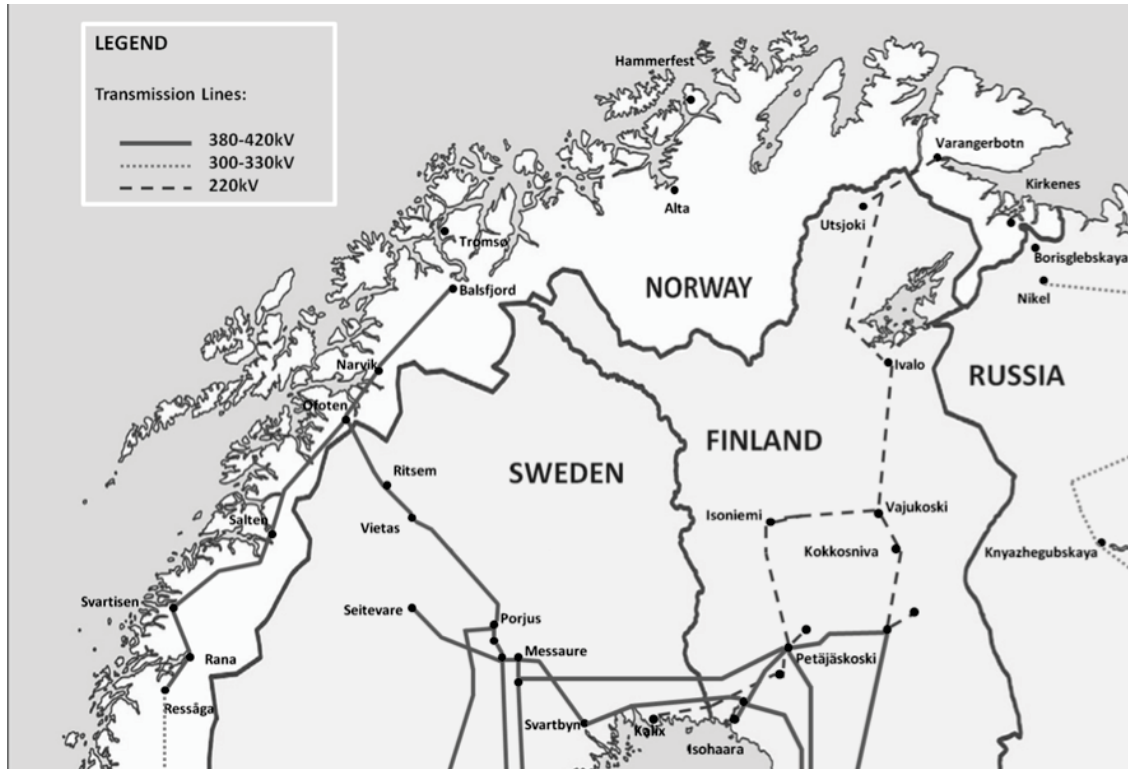 LEGEND
Transmission Lines:
380-420kV
300-330kV
220kV
Hammerfest
Varangerbotn
Kirkenes
Alta
Utsjoki
Tromsø
Borisglebskaya
NORWAY
Balsfjord
Nikel
Narvik
Ivalo
RUSSIA
Ofoten
FINLAND
SWEDEN
Ritsem
Isoniemi
Vajukoski
Salten
Vietas
Kokkosniva
Knyazhegubskaya
Svartisen
Seitevare
Porjus
Rana
Messaure
Petäjäskoski
Ressåga
Svartbyn
Kalix
Isohaara